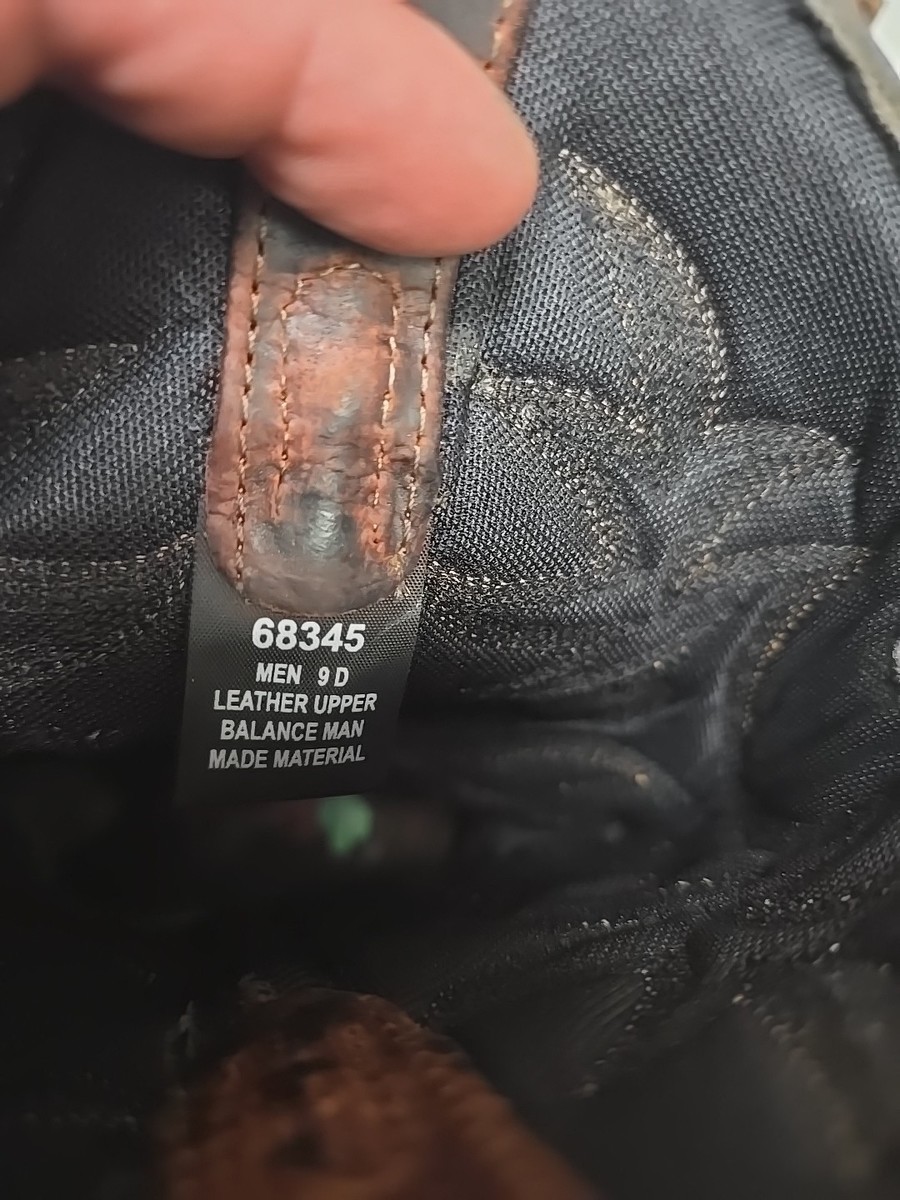 68345
MEN 9 D
LEATHER UPPER
BALANCE MAN
MADE MATERIAL